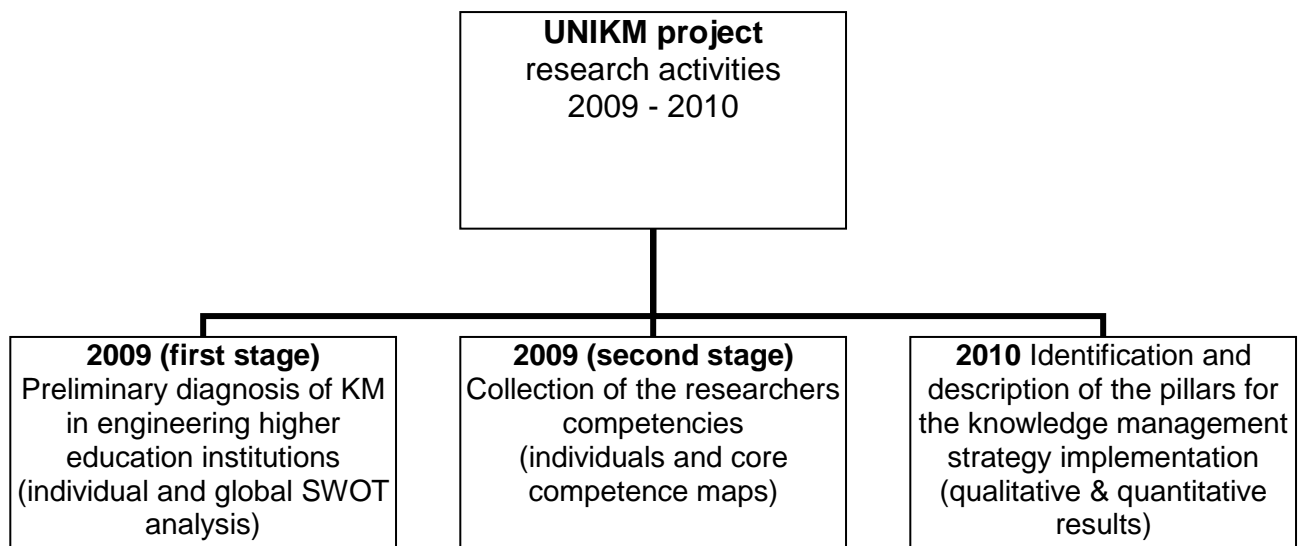 UNIKM project
research activities
2009 - 2010
2009 (first stage)
Preliminary diagnosis of KM
in engineering higher
education institutions
(individual and global SWOT
analysis)
2009 (second stage)
Collection of the researchers
competencies
(individuals and core
competence maps)
2010 Identification and
description of the pillars for
the knowledge management
strategy implementation
(qualitative & quantitative
results)